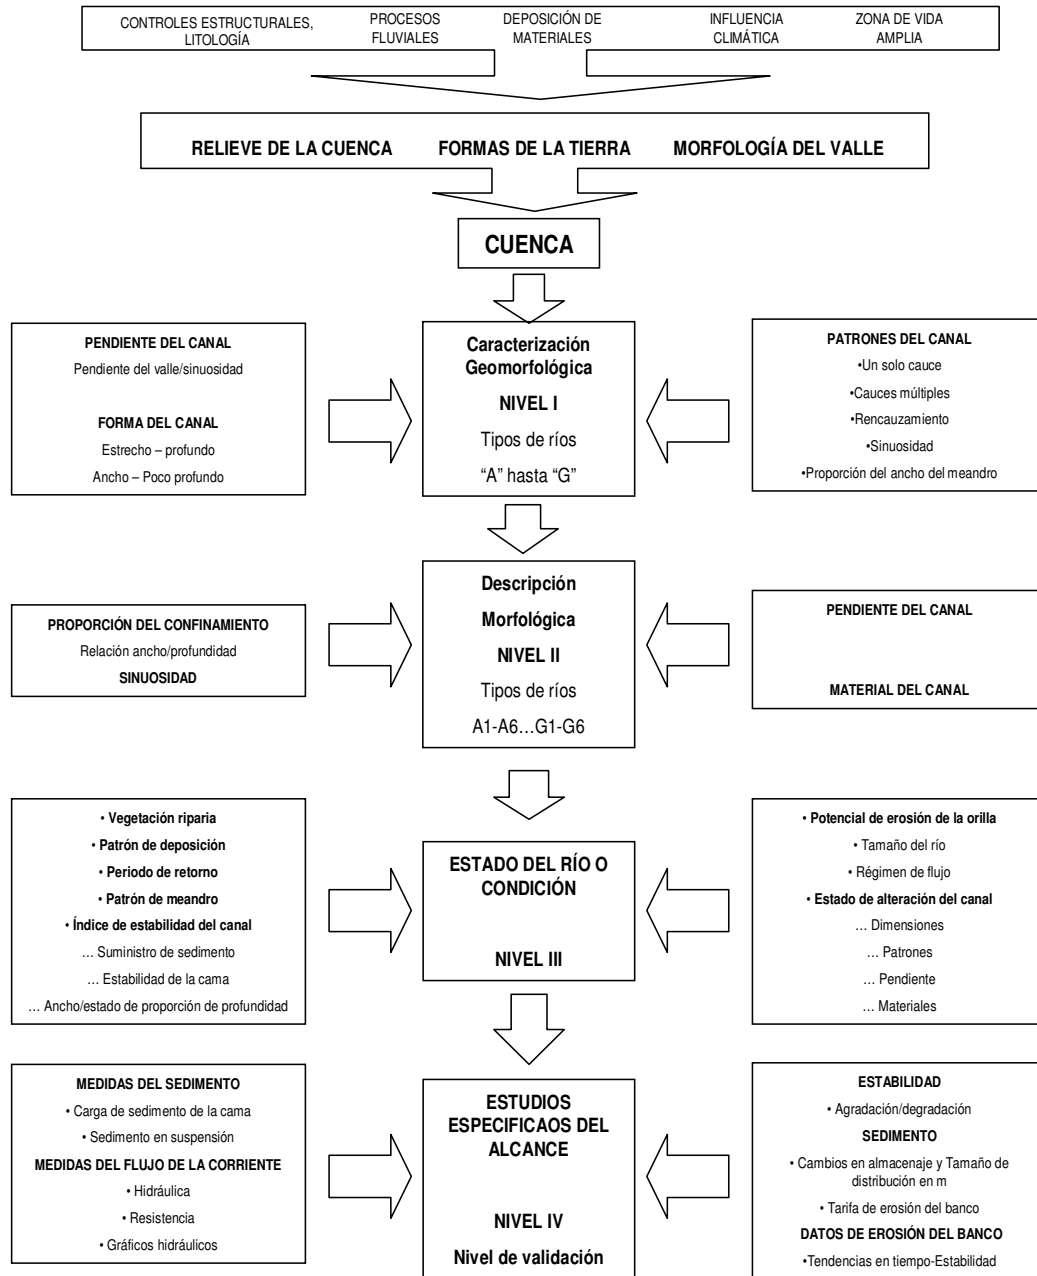 CONTROLES ESTRUCTURALES,
LITOLOGÍA
PROCESOS
FLUVIALES
DEPOSICIÓN DE
MATERIALES
INFLUENCIA
CLIMÁTICA
ZONA DE VIDA
AMPLIA
RELIEVE DE LA CUENCA
FORMAS DE LA TIERRA
MORFOLOGÍA DEL VALLE
CUENCA
PENDIENTE DEL CANAL
Pendiente del valle/sinuosidad
FORMA DEL CANAL
Estrecho – profundo
Ancho – Poco profundo
Caracterización
Geomorfológica
NIVEL I
Tipos de ríos
“A” hasta “G”
PATRONES DEL CANAL
•Un solo cauce
•Cauces múltiples
•Rencauzamiento
•Sinuosidad
•Proporción del ancho del meandro
PROPORCIÓN DEL CONFINAMIENTO
Relación ancho/profundidad
SINUOSIDAD
Descripción
Morfológica
NIVEL II
Tipos de ríos
A1-A6…G1-G6
PENDIENTE DEL CANAL
MATERIAL DEL CANAL
• Vegetación riparia
• Patrón de deposición
• Periodo de retorno
• Patrón de meandro
• Índice de estabilidad del canal
… Suministro de sedimento
… Estabilidad de la cama
… Ancho/estado de proporción de profundidad
ESTADO DEL RÍO O
CONDICIÓN
NIVEL III
• Potencial de erosión de la orilla
• Tamaño del río
• Régimen de flujo
• Estado de alteración del canal
… Dimensiones
… Patrones
… Pendiente
… Materiales
MEDIDAS DEL SEDIMENTO
• Carga de sedimento de la cama
• Sedimento en suspensión
MEDIDAS DEL FLUJO DE LA CORRIENTE
• Hidráulica
• Resistencia
• Gráficos hidráulicos
ESTUDIOS
ESPECIFICAOS DEL
ALCANCE
NIVEL IV
Nivel de validación
ESTABILIDAD
• Agradación/degradación
SEDIMENTO
• Cambios en almacenaje y Tamaño de
distribución en m
• Tarifa de erosión del banco
DATOS DE EROSIÓN DEL BANCO
•Tendencias en tiempo-Estabilidad